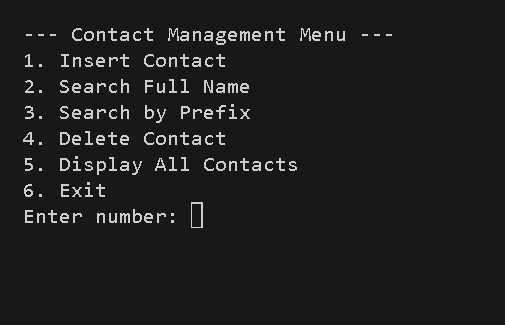 --- Contact Management Menu ---
1. Insert Contact
2. Search Full Name
3. Search by Prefix
4. Delete Contact
5. Display All Contacts
6. Exit
Enter number: